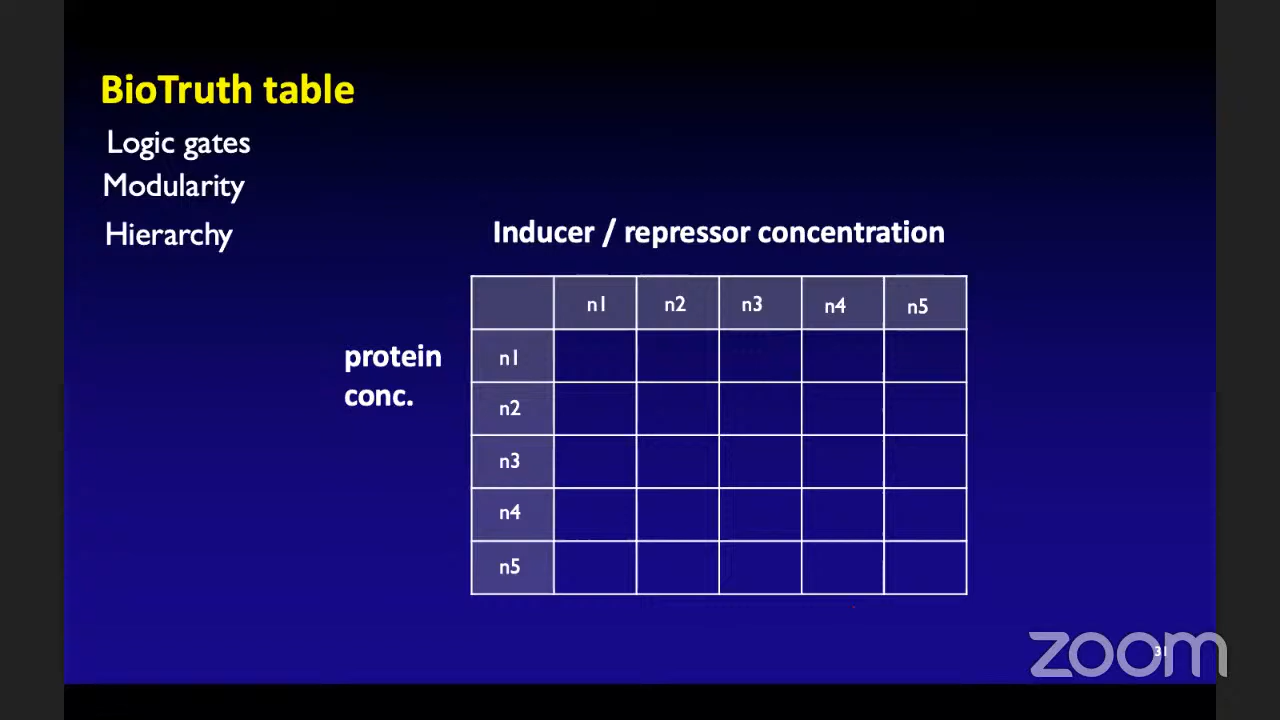 BioTruth table
Logic gates
Modularity
Hierarchy
Inducer / repressor concentration
n1 n2 n3 n4 n5
protein
conc.
n1
n2
n3
n4
n5
zoom
31